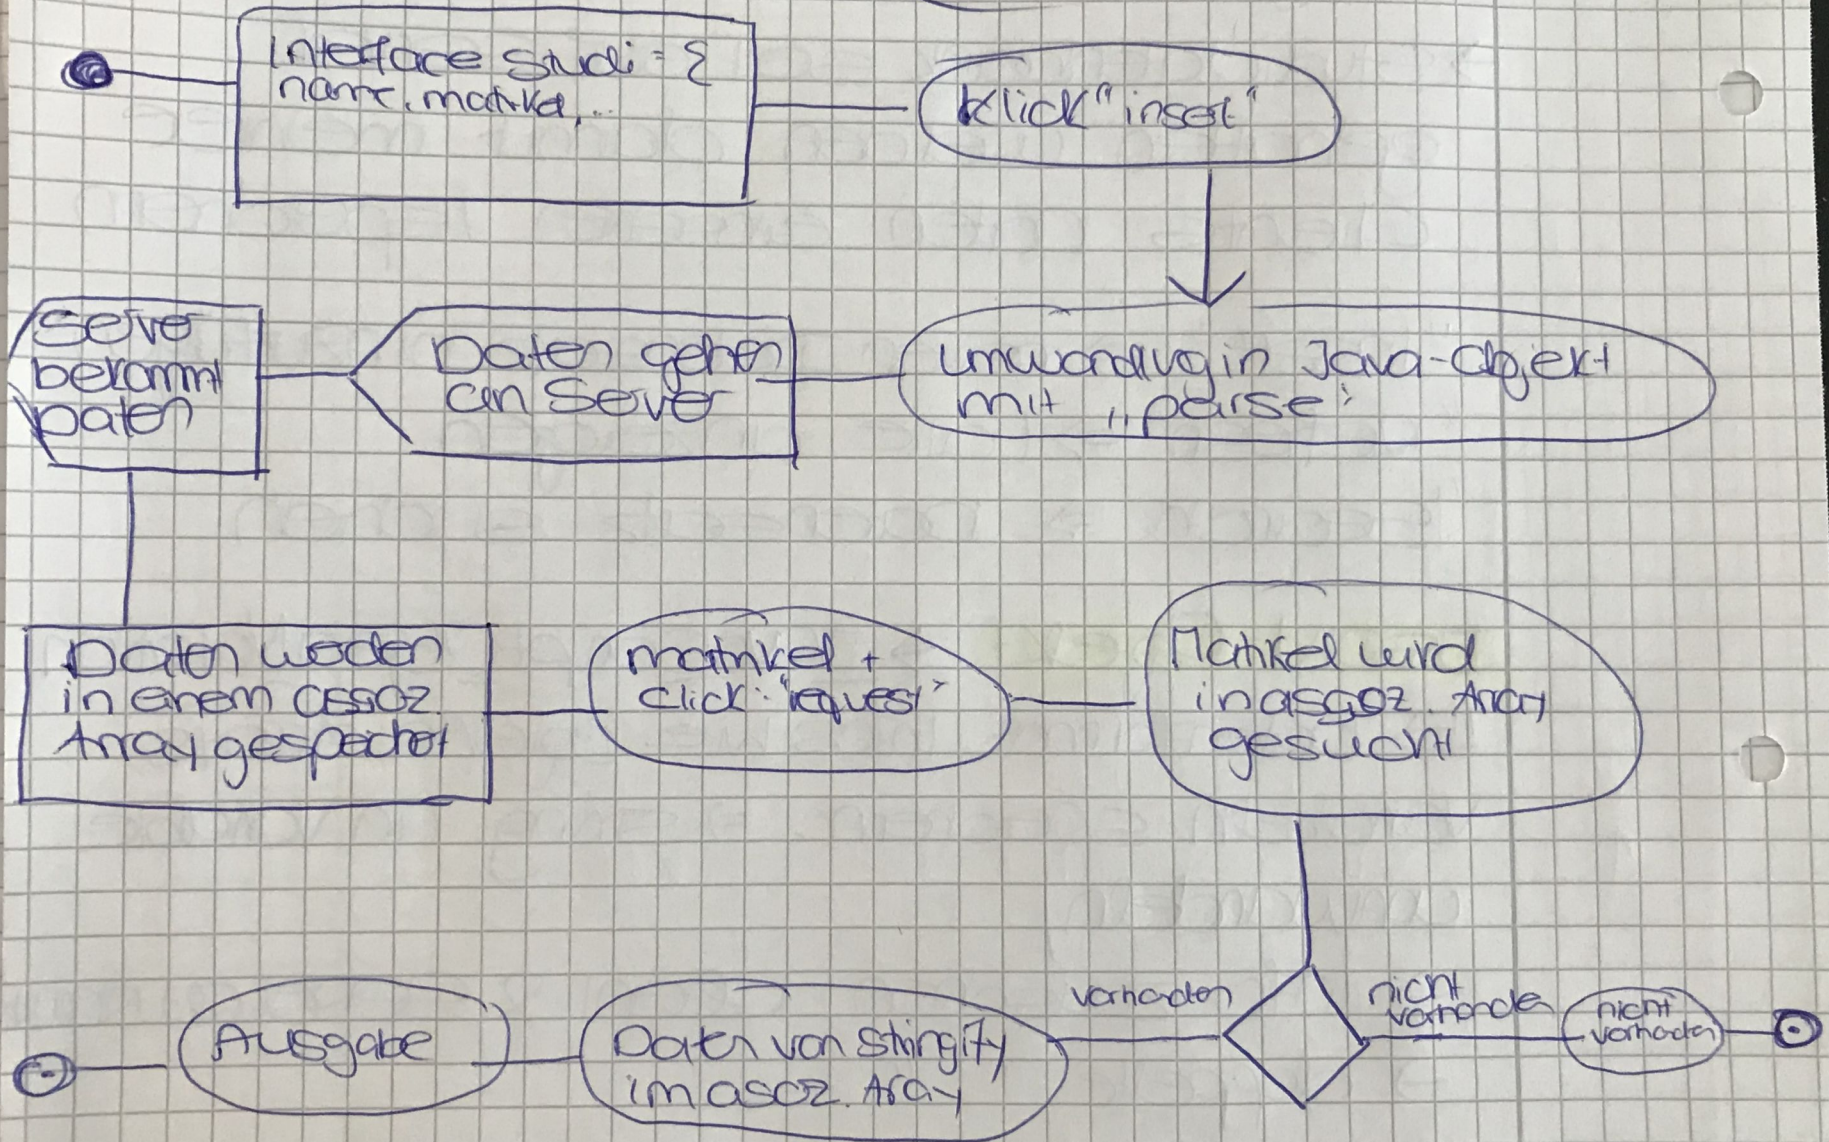 Interface Studi = {
name, matrikel, ...
Klick "insert"
Server
bekommt
Daten
Daten gehen
an Server
Umwandlug in Java-Objekt
mit „parse"
Daten werden
in einem assoz.
Array gespeichert
matrikel +
Click: "request"
Matrikel wird
in assoz. Array
gesucht
vorhanden
nicht
vorhanden
nicht
vorhanden
Ausgabe
Daten von Stringify
im asoz. Array